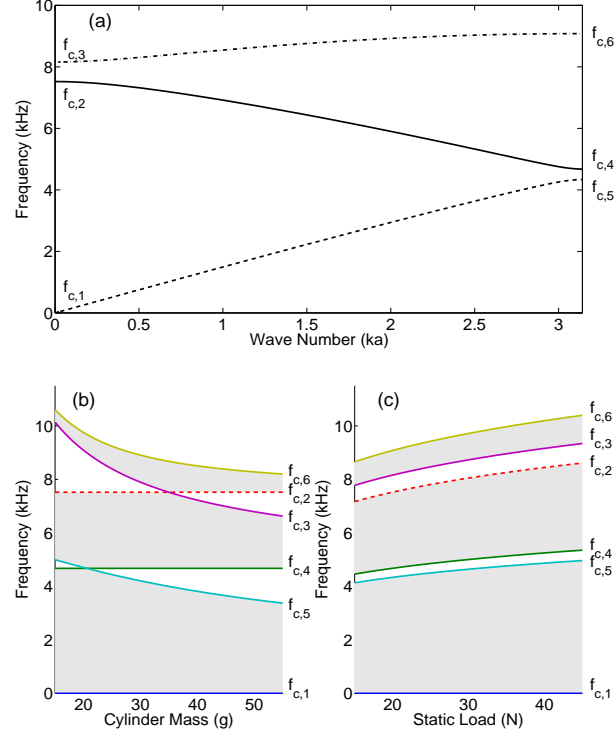 (a)
f_c,3
f_c,6
f_c,2
f_c,4
f_c,5
f_c,1
Frequency (kHz)
10
8
6
4
2
0
0 0.5 1 1.5 2 2.5 3
Wave Number (ka)
(b)
Frequency (kHz)
10
8
6
4
2
0
f_c,6
f_c,2
f_c,3
f_c,4
f_c,5
f_c,1
20 30 40 50
Cylinder Mass (g)
(c)
Frequency (kHz)
10
8
6
4
2
0
f_c,6
f_c,3
f_c,2
f_c,4
f_c,5
f_c,1
20 30 40
Static Load (N)